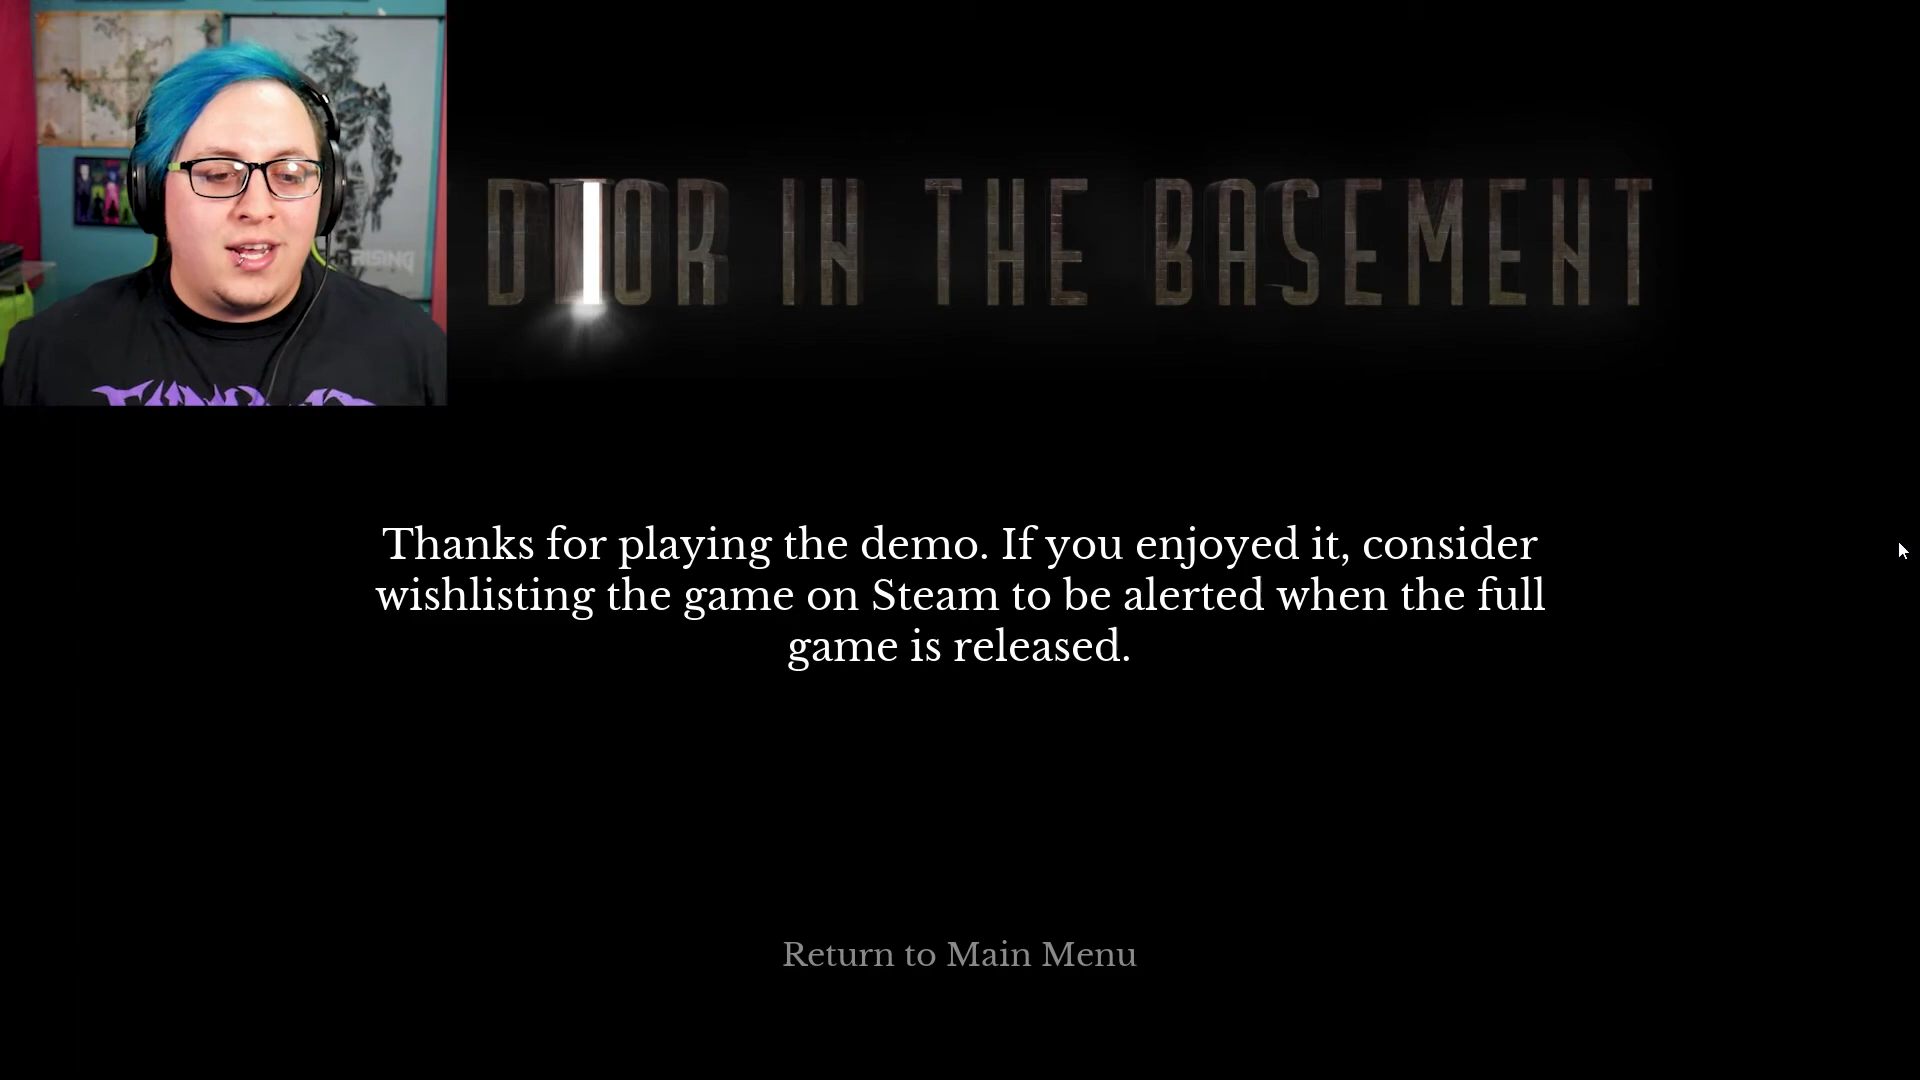 RISING
DOOR IN THE BASEMENT
Thanks for playing the demo. If you enjoyed it, consider
wishlisting the game on Steam to be alerted when the full
game is released.
Return to Main Menu